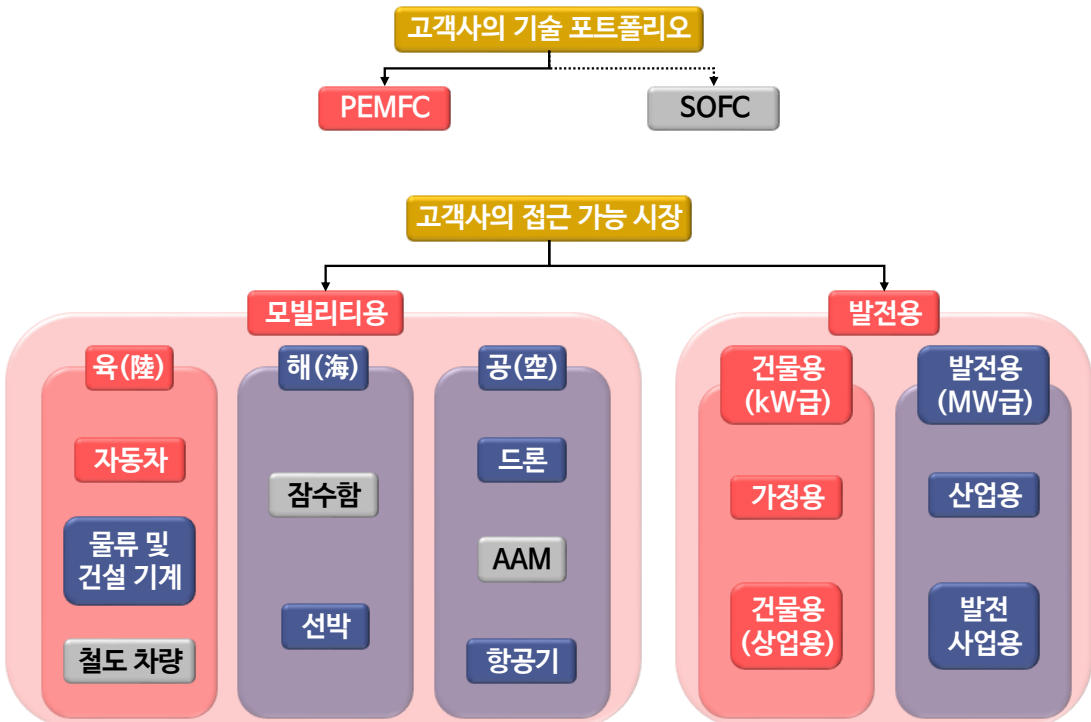 고객사의 기술 포트폴리오
PEMFC
SOFC
고객사의 접근 가능 시장
모빌리티용
육(陸)
자동차
물류 및
건설 기계
철도 차량
해(海)
잠수함
선박
공(空)
드론
AAM
항공기
발전용
건물용
(kW급)
가정용
건물용
(상업용)
발전용
(MW급)
산업용
발전
사업용